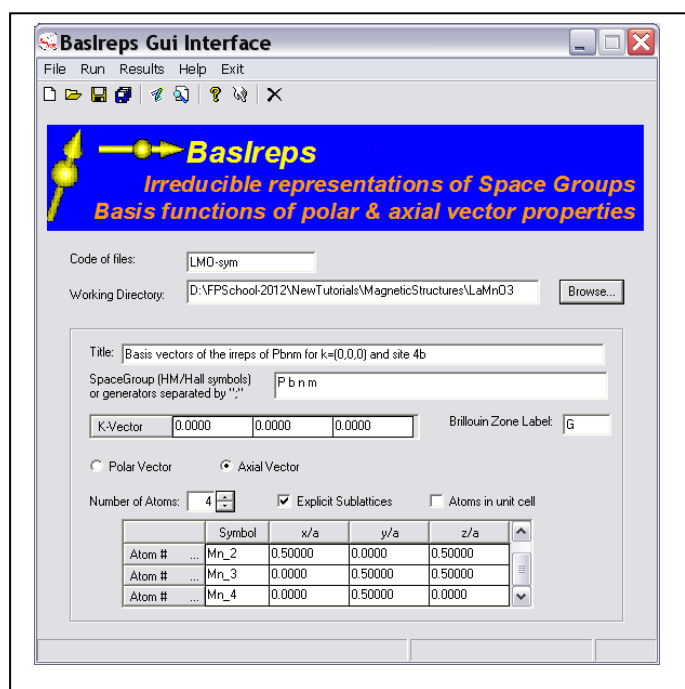 BasIreps Gui Interface
File Run Results Help Exit
BasIreps
Irreducible representations of Space Groups
Basis functions of polar & axial vector properties
Code of files: LMO-sym
Working Directory: D:\FPSchool-2012\NewTutorials\MagneticStructures\LaMnO3 Browse...
Title: Basis vectors of the irreps of Pbnm for k=(0,0,0) and site 4b
SpaceGroup (HM/Hall symbols)
or generators separated by ";" P b n m
K-Vector 0.0000 0.0000 0.0000 Brillouin Zone Label: G
Polar Vector Axial Vector
Number of Atoms: 4 Explicit Sublattices Atoms in unit cell
Symbol x/a y/a z/a
Atom # ... Mn_2 0.50000 0.0000 0.50000
Atom # ... Mn_3 0.0000 0.50000 0.50000
Atom # ... Mn_4 0.0000 0.50000 0.0000